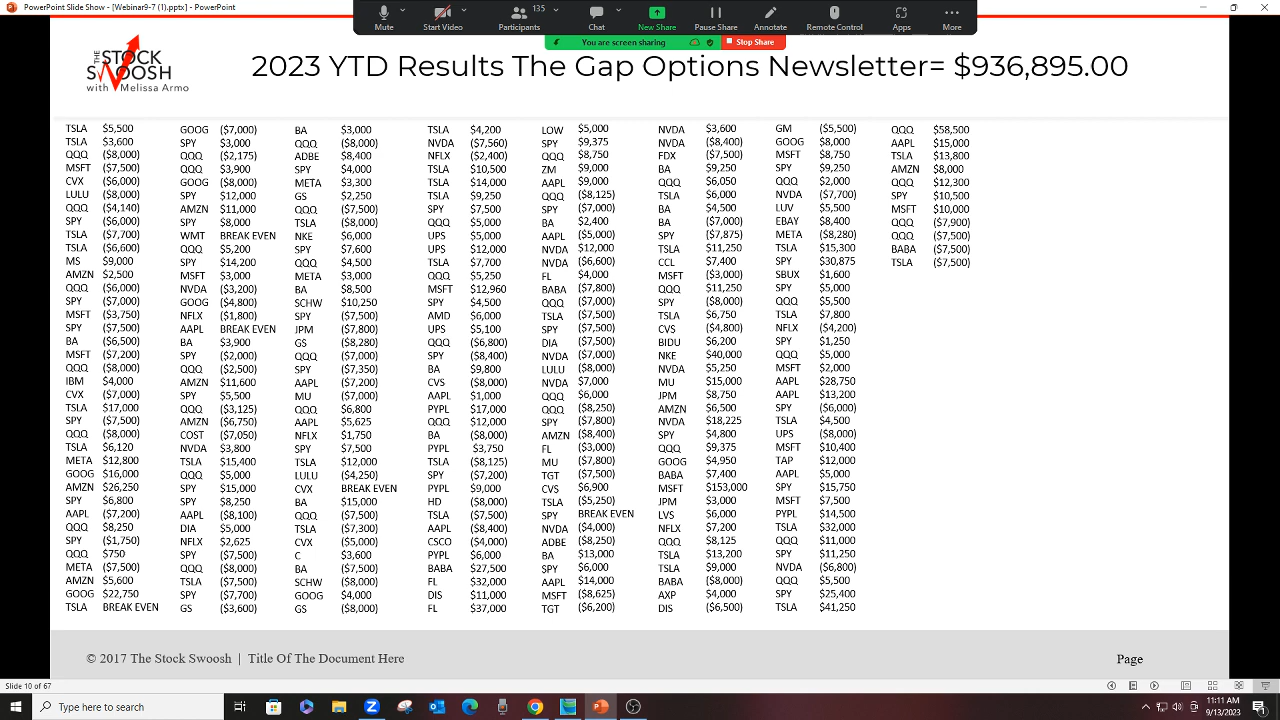 PowerPoint Slide Show - [Webinar9-7 (1).pptx] - PowerPoint
Mute
Start Video
135
Participants
Chat
New Share
Pause Share
Annotate
Remote Control
Apps
More
You are screen sharing
Stop Share
THE STOCK SWOOSH
with Melissa Armo
2023 YTD Results The Gap Options Newsletter= $936,895.00
TSLA $5,500 GOOG ($7,000) BA $3,000 TSLA $4,200 LOW $5,000 NVDA $3,600 GM ($5,500) QQQ $58,500
TSLA $3,600 SPY $3,000 QQQ ($8,000) NVDA ($7,560) SPY $9,375 NVDA ($8,400) GOOG $8,000 AAPL $15,000
QQQ ($8,000) QQQ ($2,175) ADBE $8,400 NFLX ($2,400) QQQ $8,750 FDX ($7,500) MSFT $8,750 TSLA $13,800
MSFT ($7,500) QQQ $3,900 SPY $4,000 TSLA $10,500 ZM $9,000 BA $9,250 SPY $9,250 AMZN $8,000
CVX ($6,000) GOOG ($8,000) META $3,300 TSLA $14,000 AAPL $9,000 QQQ $6,050 QQQ $2,000 QQQ $12,300
LULU ($8,000) SPY $12,000 GS $2,250 TSLA $9,250 QQQ ($8,125) TSLA $6,000 NVDA ($7,700) SPY $10,500
QQQ ($4,140) AMZN $11,000 QQQ ($7,500) SPY $7,500 SPY ($7,000) BA $4,500 LUV $5,500 MSFT $10,000
SPY ($6,000) SPY $8,000 TSLA ($8,000) QQQ $5,000 BA $2,400 BA ($7,000) EBAY $8,400 QQQ ($7,900)
TSLA ($7,700) WMT BREAK EVEN NKE $6,000 UPS $5,000 AAPL ($5,000) SPY ($7,875) META ($8,280) QQQ ($7,500)
TSLA ($6,600) QQQ $5,200 SPY $7,600 UPS $12,000 NVDA $12,000 TSLA $11,250 TSLA $15,300 BABA ($7,500)
MS $9,000 SPY $14,200 QQQ $4,500 TSLA $7,700 NVDA ($6,600) CCL $7,400 SPY $30,875 TSLA ($7,500)
AMZN $2,500 MSFT $3,000 META $3,000 QQQ $5,250 FL $4,000 MSFT ($3,000) SBUX $1,600
QQQ ($6,000) NVDA ($3,200) BA $8,500 MSFT $12,960 BABA ($7,800) QQQ $11,250 SPY $5,000
SPY ($7,000) GOOG ($4,800) SCHW $10,250 SPY $4,500 QQQ ($7,000) SPY ($8,000) QQQ $5,500
MSFT ($3,750) NFLX ($1,800) SPY ($7,500) AMD $6,000 TSLA ($7,500) TSLA $6,750 TSLA $7,800
SPY ($7,500) AAPL BREAK EVEN JPM ($7,800) UPS $5,100 SPY ($7,500) CVS ($4,800) NFLX ($4,200)
BA ($6,500) BA $3,900 GS ($8,280) QQQ ($6,800) DIA ($7,500) BIDU $6,200 SPY $1,250
MSFT ($7,200) SPY ($2,000) QQQ ($7,000) SPY ($8,400) NVDA ($7,000) NKE $40,000 QQQ $5,000
QQQ ($8,000) QQQ ($2,500) SPY ($7,350) BA $9,800 LULU ($8,000) NVDA $5,250 MSFT $2,000
IBM $4,000 AMZN $11,600 AAPL ($7,200) CVS ($8,000) NVDA $7,000 MU $15,000 AAPL $28,750
CVX ($7,000) SPY $5,500 MU ($7,000) AAPL $1,000 QQQ $6,000 JPM $8,750 AAPL $13,200
TSLA $17,000 QQQ ($3,125) QQQ $6,800 PYPL $17,000 QQQ ($8,250) AMZN $6,500 SPY ($6,000)
SPY ($7,500) AMZN ($6,750) AAPL $5,625 QQQ $12,000 SPY ($7,800) NVDA $18,225 TSLA $4,500
QQQ ($8,000) COST ($7,050) NFLX $1,750 BA ($8,000) AMZN ($8,400) SPY $4,800 UPS ($8,000)
TSLA $6,120 NVDA $3,800 SPY $7,500 PYPL $3,750 FL ($3,000) QQQ $9,375 MSFT $10,400
META $12,800 TSLA $15,400 TSLA $12,000 TSLA ($8,125) MU ($7,800) GOOG $4,950 TAP $12,000
GOOG $16,000 QQQ $5,000 LULU ($4,250) SPY ($7,200) TGT ($7,500) BABA $7,400 AAPL $5,000
AMZN $26,250 SPY $15,000 CVX BREAK EVEN PYPL $9,000 CVS $6,900 MSFT $153,000 SPY $15,750
SPY $6,800 SPY $8,250 BA $15,000 HD ($8,000) TSLA ($5,250) JPM $3,000 MSFT $7,500
AAPL ($7,200) AAPL ($8,100) QQQ ($7,500) TSLA ($7,500) SPY BREAK EVEN LVS $6,000 PYPL $14,500
QQQ $8,250 DIA $5,000 TSLA ($7,300) AAPL ($8,400) NVDA ($4,000) NFLX $7,200 TSLA $32,000
SPY ($1,750) NFLX $2,625 CVX ($5,000) CSCO ($4,000) ADBE ($8,250) QQQ $8,125 QQQ $11,000
QQQ $750 SPY ($7,500) C $3,600 PYPL $6,000 BA $13,000 TSLA $13,200 SPY $11,250
META ($7,500) QQQ ($8,000) BA ($7,500) BABA $27,500 SPY $6,000 TSLA $9,000 NVDA ($6,800)
AMZN $5,600 TSLA ($7,500) SCHW ($8,000) FL $32,000 AAPL $14,000 BABA ($8,000) QQQ $5,500
GOOG $22,750 SPY ($7,700) GOOG $4,000 DIS $11,000 MSFT ($8,625) AXP $4,000 SPY $25,400
TSLA BREAK EVEN GS ($3,600) GS ($8,000) FL $37,000 TGT ($6,200) DIS ($6,500) TSLA $41,250
© 2017 The Stock Swoosh | Title Of The Document Here
Page
Slide 10 of 67
Type here to search
11:11 AM
9/13/2023